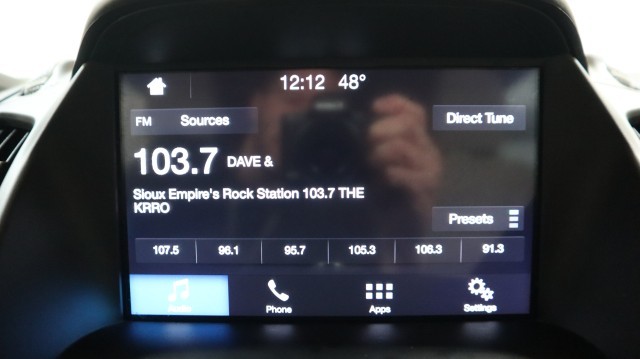 12:12 48°
FM Sources Direct Tune
103.7 DAVE &
Sioux Empire's Rock Station 103.7 THE
KRRO
Presets
107.5 96.1 95.7 105.3 106.3 91.3
Audio Phone Apps Settings